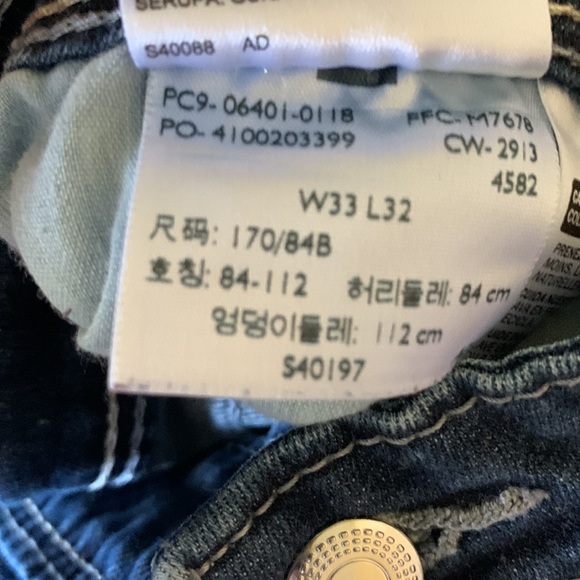 S40088 AD
PC9-06401-0118
PFC-M7678
PO-4100203399
CW-2913
4582
W33 L32
尺码: 170/84B
호칭: 84-112 허리둘레: 84 cm
엉덩이둘레: 112 cm
S40197